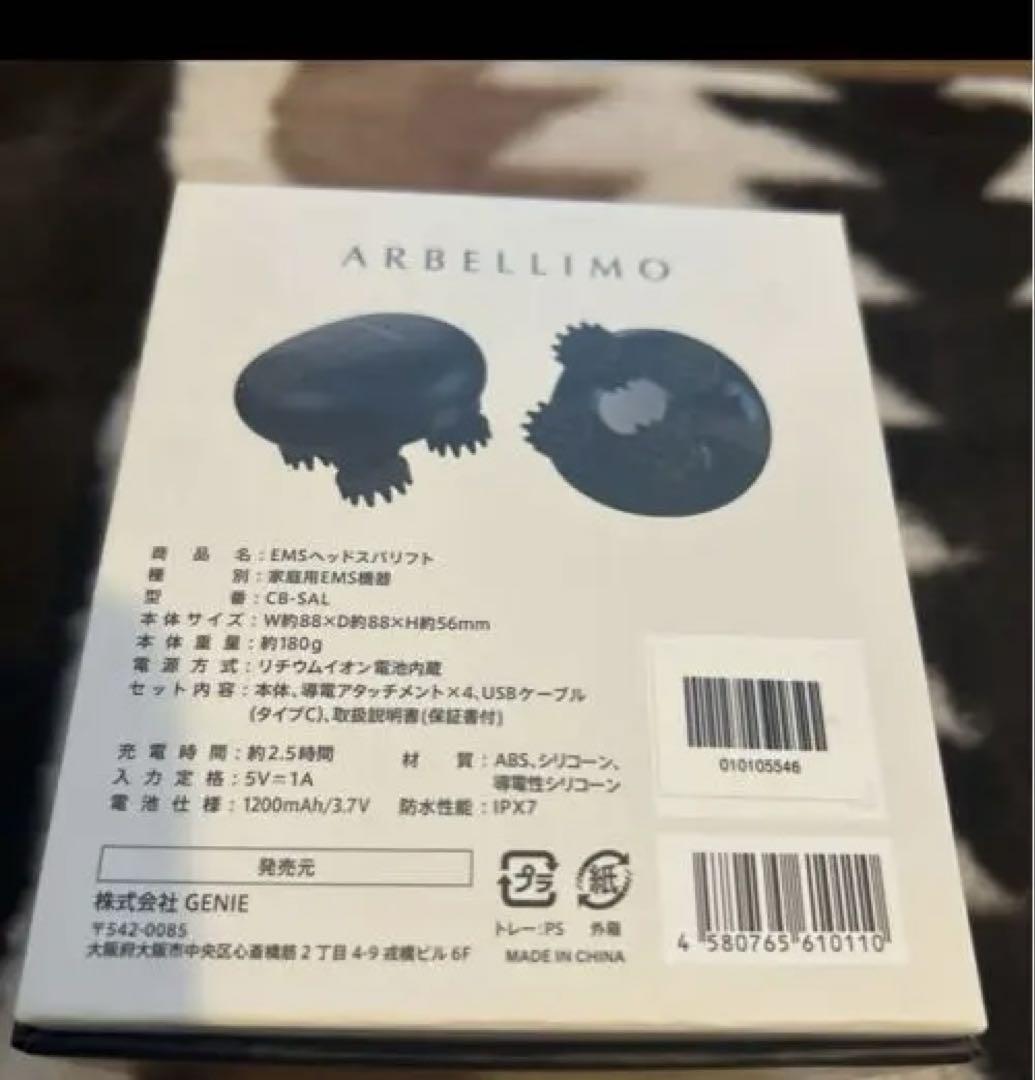 ARBELLIMO
商品名:EMSヘッドスパリフト
種別:家庭用EMS機器
型番:CB-SAL
本体サイズ:W約88×D約88×H約56mm
本体重量:約180g
電源方式:リチウムイオン電池内蔵
セット内容:本体、導電アタッチメント×4、USBケーブル
(タイプC)、取扱説明書(保証書付)
充電時間:約2.5時間
入力定格:5V⎓1A
電池仕様:1200mAh/3.7V
材質:ABS、シリコーン、
導電性シリコーン
防水性能:IPX7
010105546
発売元
株式会社 GENIE
〒542-0085
大阪府大阪市中央区心斎橋筋2丁目4-9 戎橋ビル6F
プラ
トレー:PS
紙
外箱
MADE IN CHINA
4 580765 610110